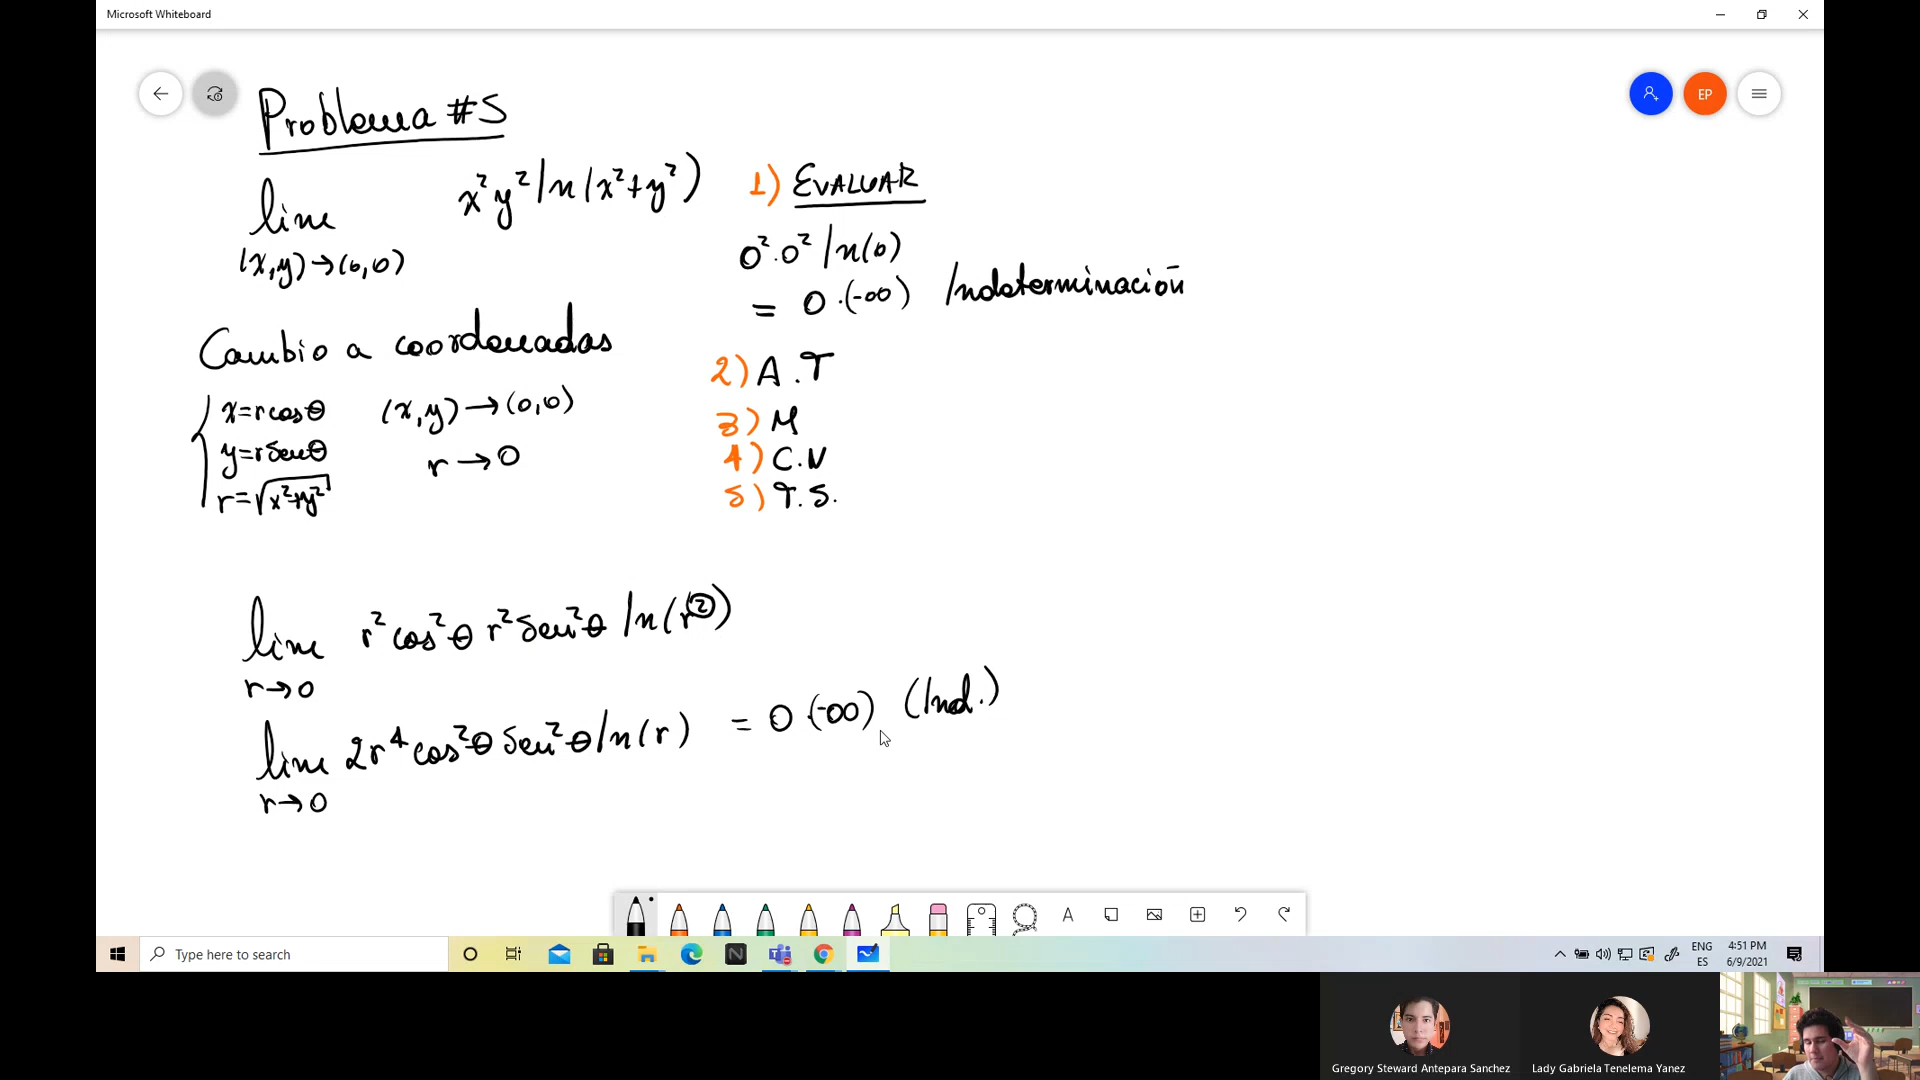 Microsoft Whiteboard
EP
Problema #5
lim x²y² ln(x²+y²)
(x,y)→(0,0)
1) EVALUAR
0²·0² ln(0)
= 0·(-∞) Indeterminación
2) A.T
3) M
4) C.N
5) T.S.
Cambio a coordenadas
x=rcosθ (x,y)→(0,0)
y=rsenθ r→0
r=√x²+y²
lim r²cos²θ r²sen²θ ln(r²)
r→0
lim 2r⁴cos²θ sen²θ ln(r) = 0·(-∞) (Ind.)
r→0
A
Type here to search
ENG
ES
4:51 PM
6/9/2021
Gregory Steward Antepara Sanchez
Lady Gabriela Tenelema Yanez